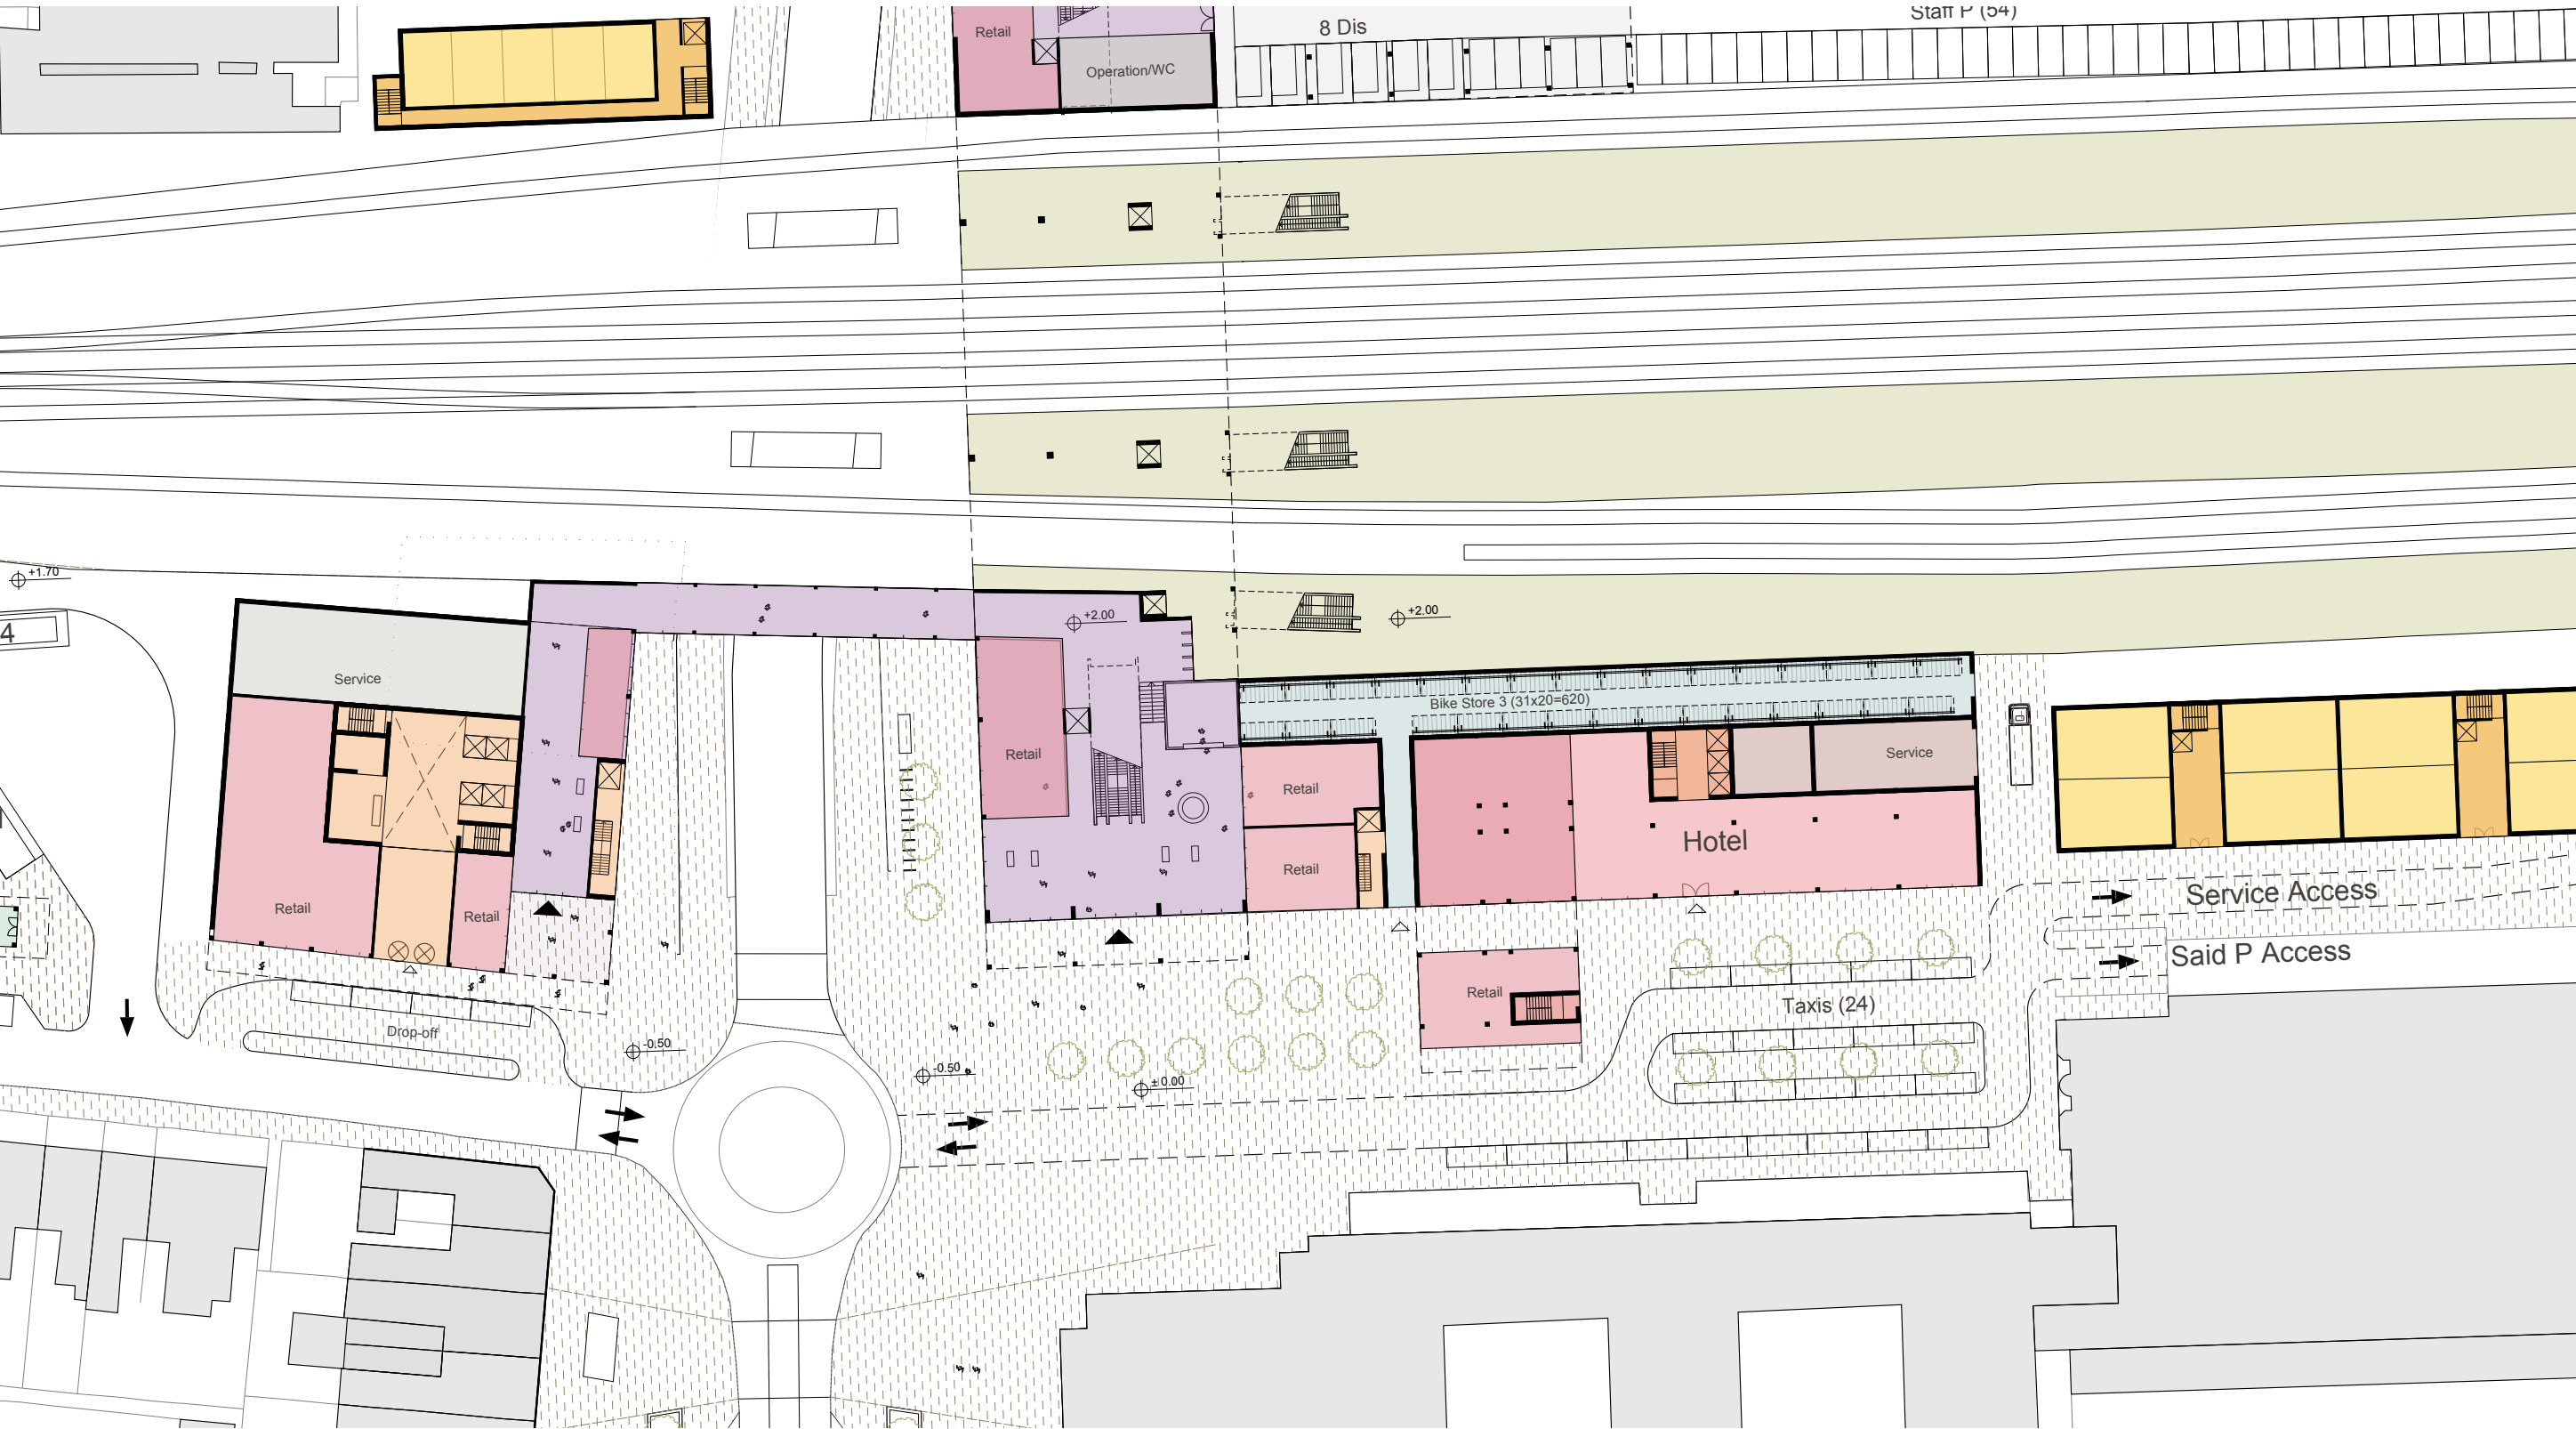 Retail
8 Dis
Staff P (54)
Operation/WC
+1.70
4
+2.00
+2.00
Service
Bike Store 3 (31x20=620)
Retail
Service
Retail
Hotel
Retail
Retail
Retail
Service Access
Said P Access
Retail
Taxis (24)
Drop-off
-0.50
-0.50
± 0.00